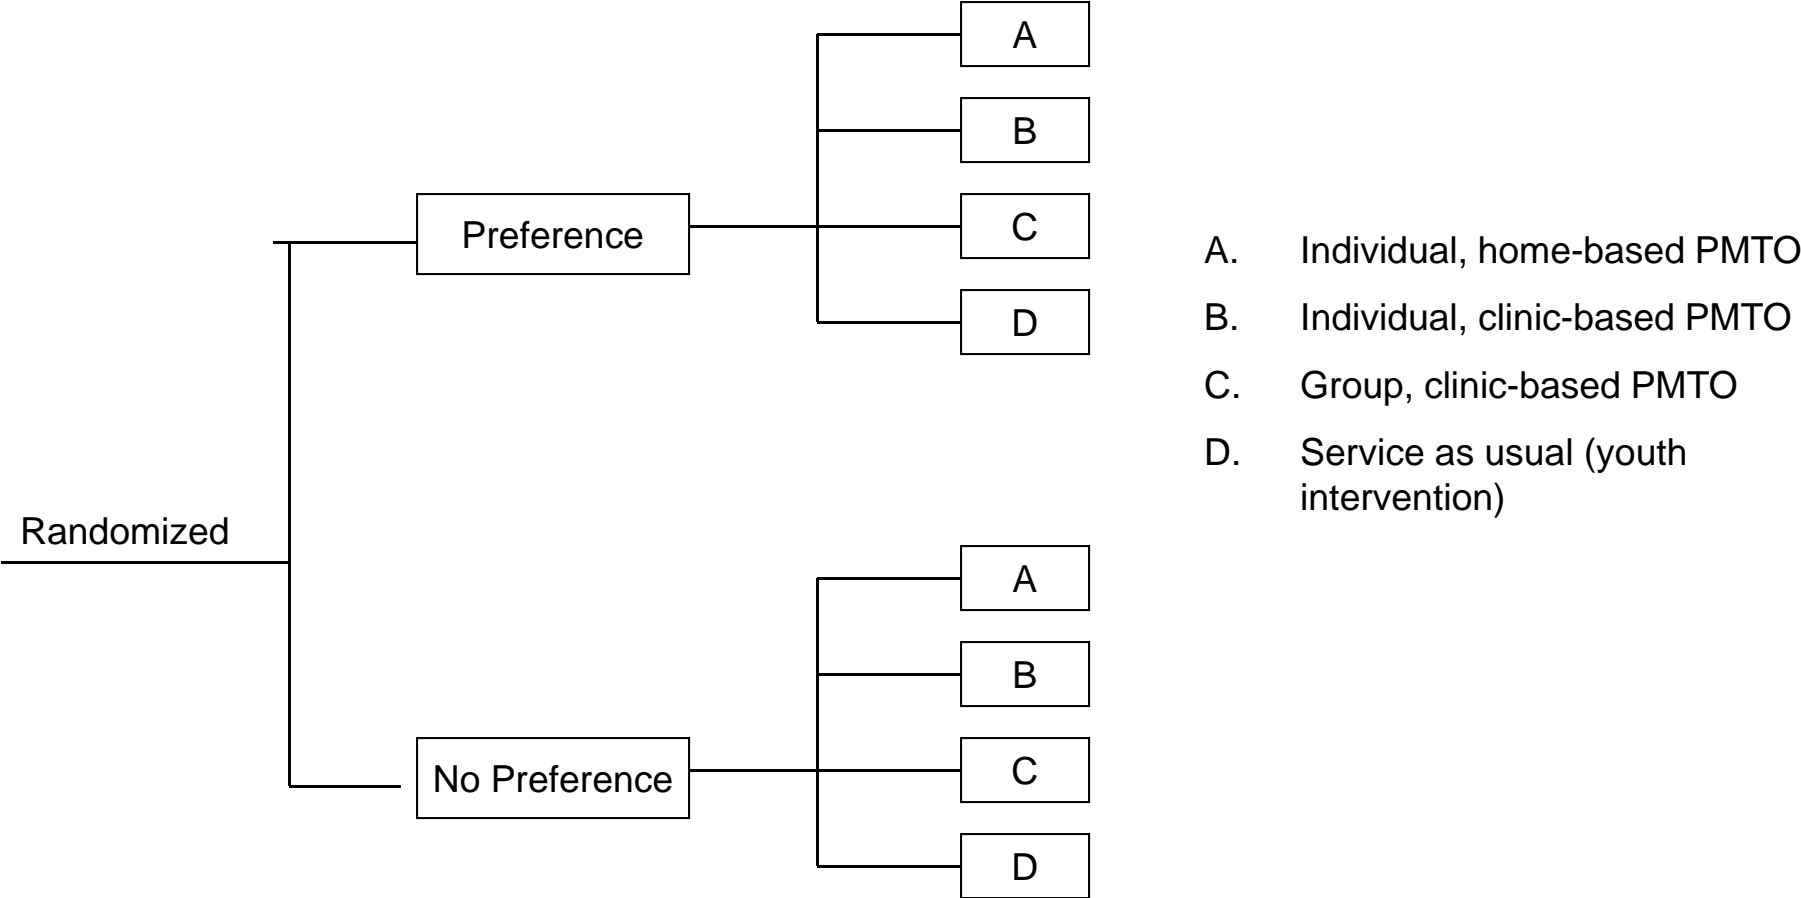 A
B
Preference
C
D
A. Individual, home-based PMTO
B. Individual, clinic-based PMTO
C. Group, clinic-based PMTO
D. Service as usual (youth
intervention)
Randomized
A
B
No Preference
C
D